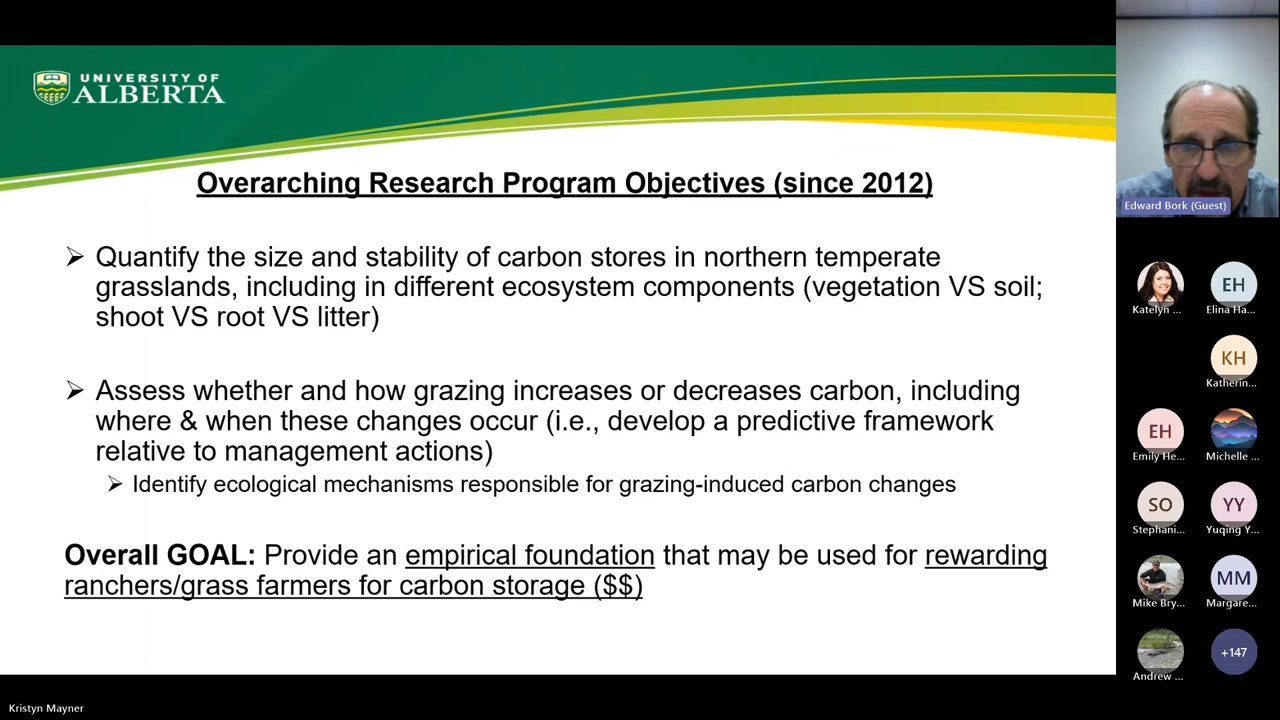 UNIVERSITY OF
ALBERTA
Overarching Research Program Objectives (since 2012)
Quantify the size and stability of carbon stores in northern temperate
grasslands, including in different ecosystem components (vegetation VS soil;
shoot VS root VS litter)
Assess whether and how grazing increases or decreases carbon, including
where & when these changes occur (i.e., develop a predictive framework
relative to management actions)
Identify ecological mechanisms responsible for grazing-induced carbon changes
Overall GOAL: Provide an empirical foundation that may be used for rewarding
ranchers/grass farmers for carbon storage ($$)
Edward Bork (Guest)
Katelyn ...
EH
Elina Ha...
KH
Katherin...
EH
Emily He...
Michelle ...
SO
Stephani...
YY
Yuqing Y...
Mike Bry...
MM
Margare...
Andrew ...
+147
Kristyn Mayner